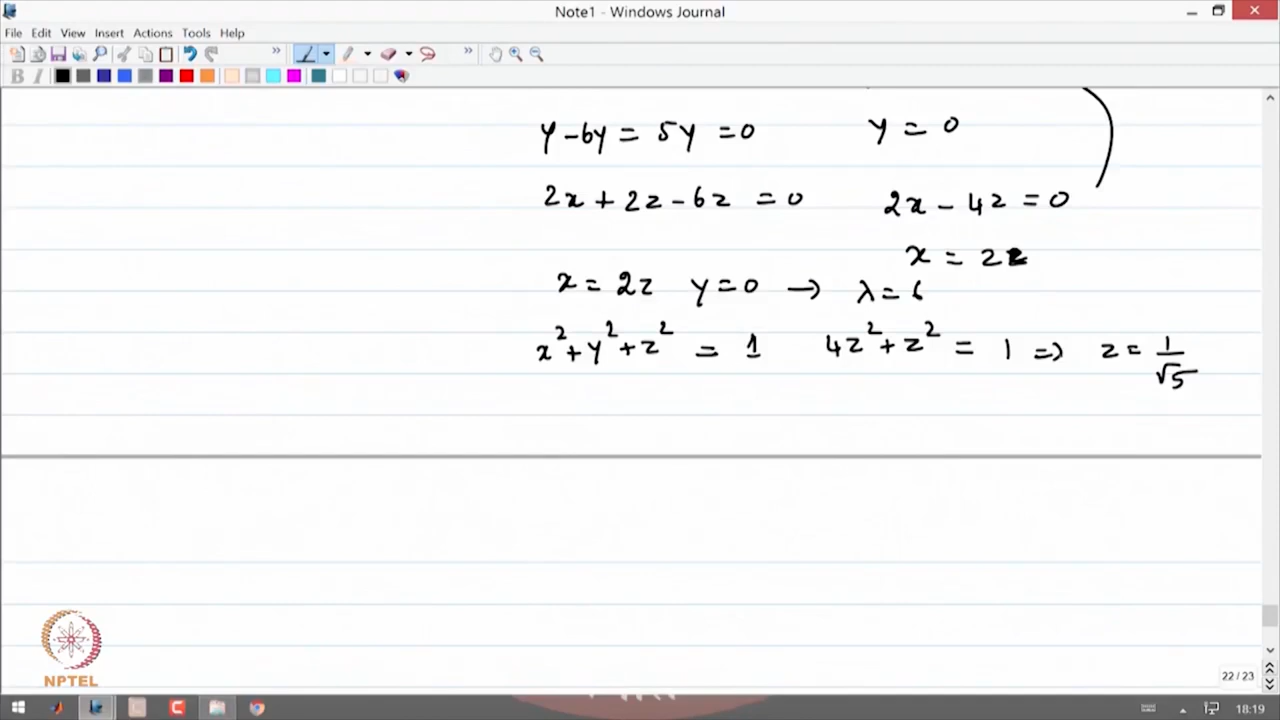 Note1 - Windows Journal
File Edit View Insert Actions Tools Help
y-6y = 5y =0 y = 0
2x + 2z - 6z = 0 2x - 4z = 0
x = 2z
x = 2z y = 0 → λ = 6
x² + y² + z² = 1 4z² + z² = 1 => z = 1/√5
NPTEL
22 / 23
18:19